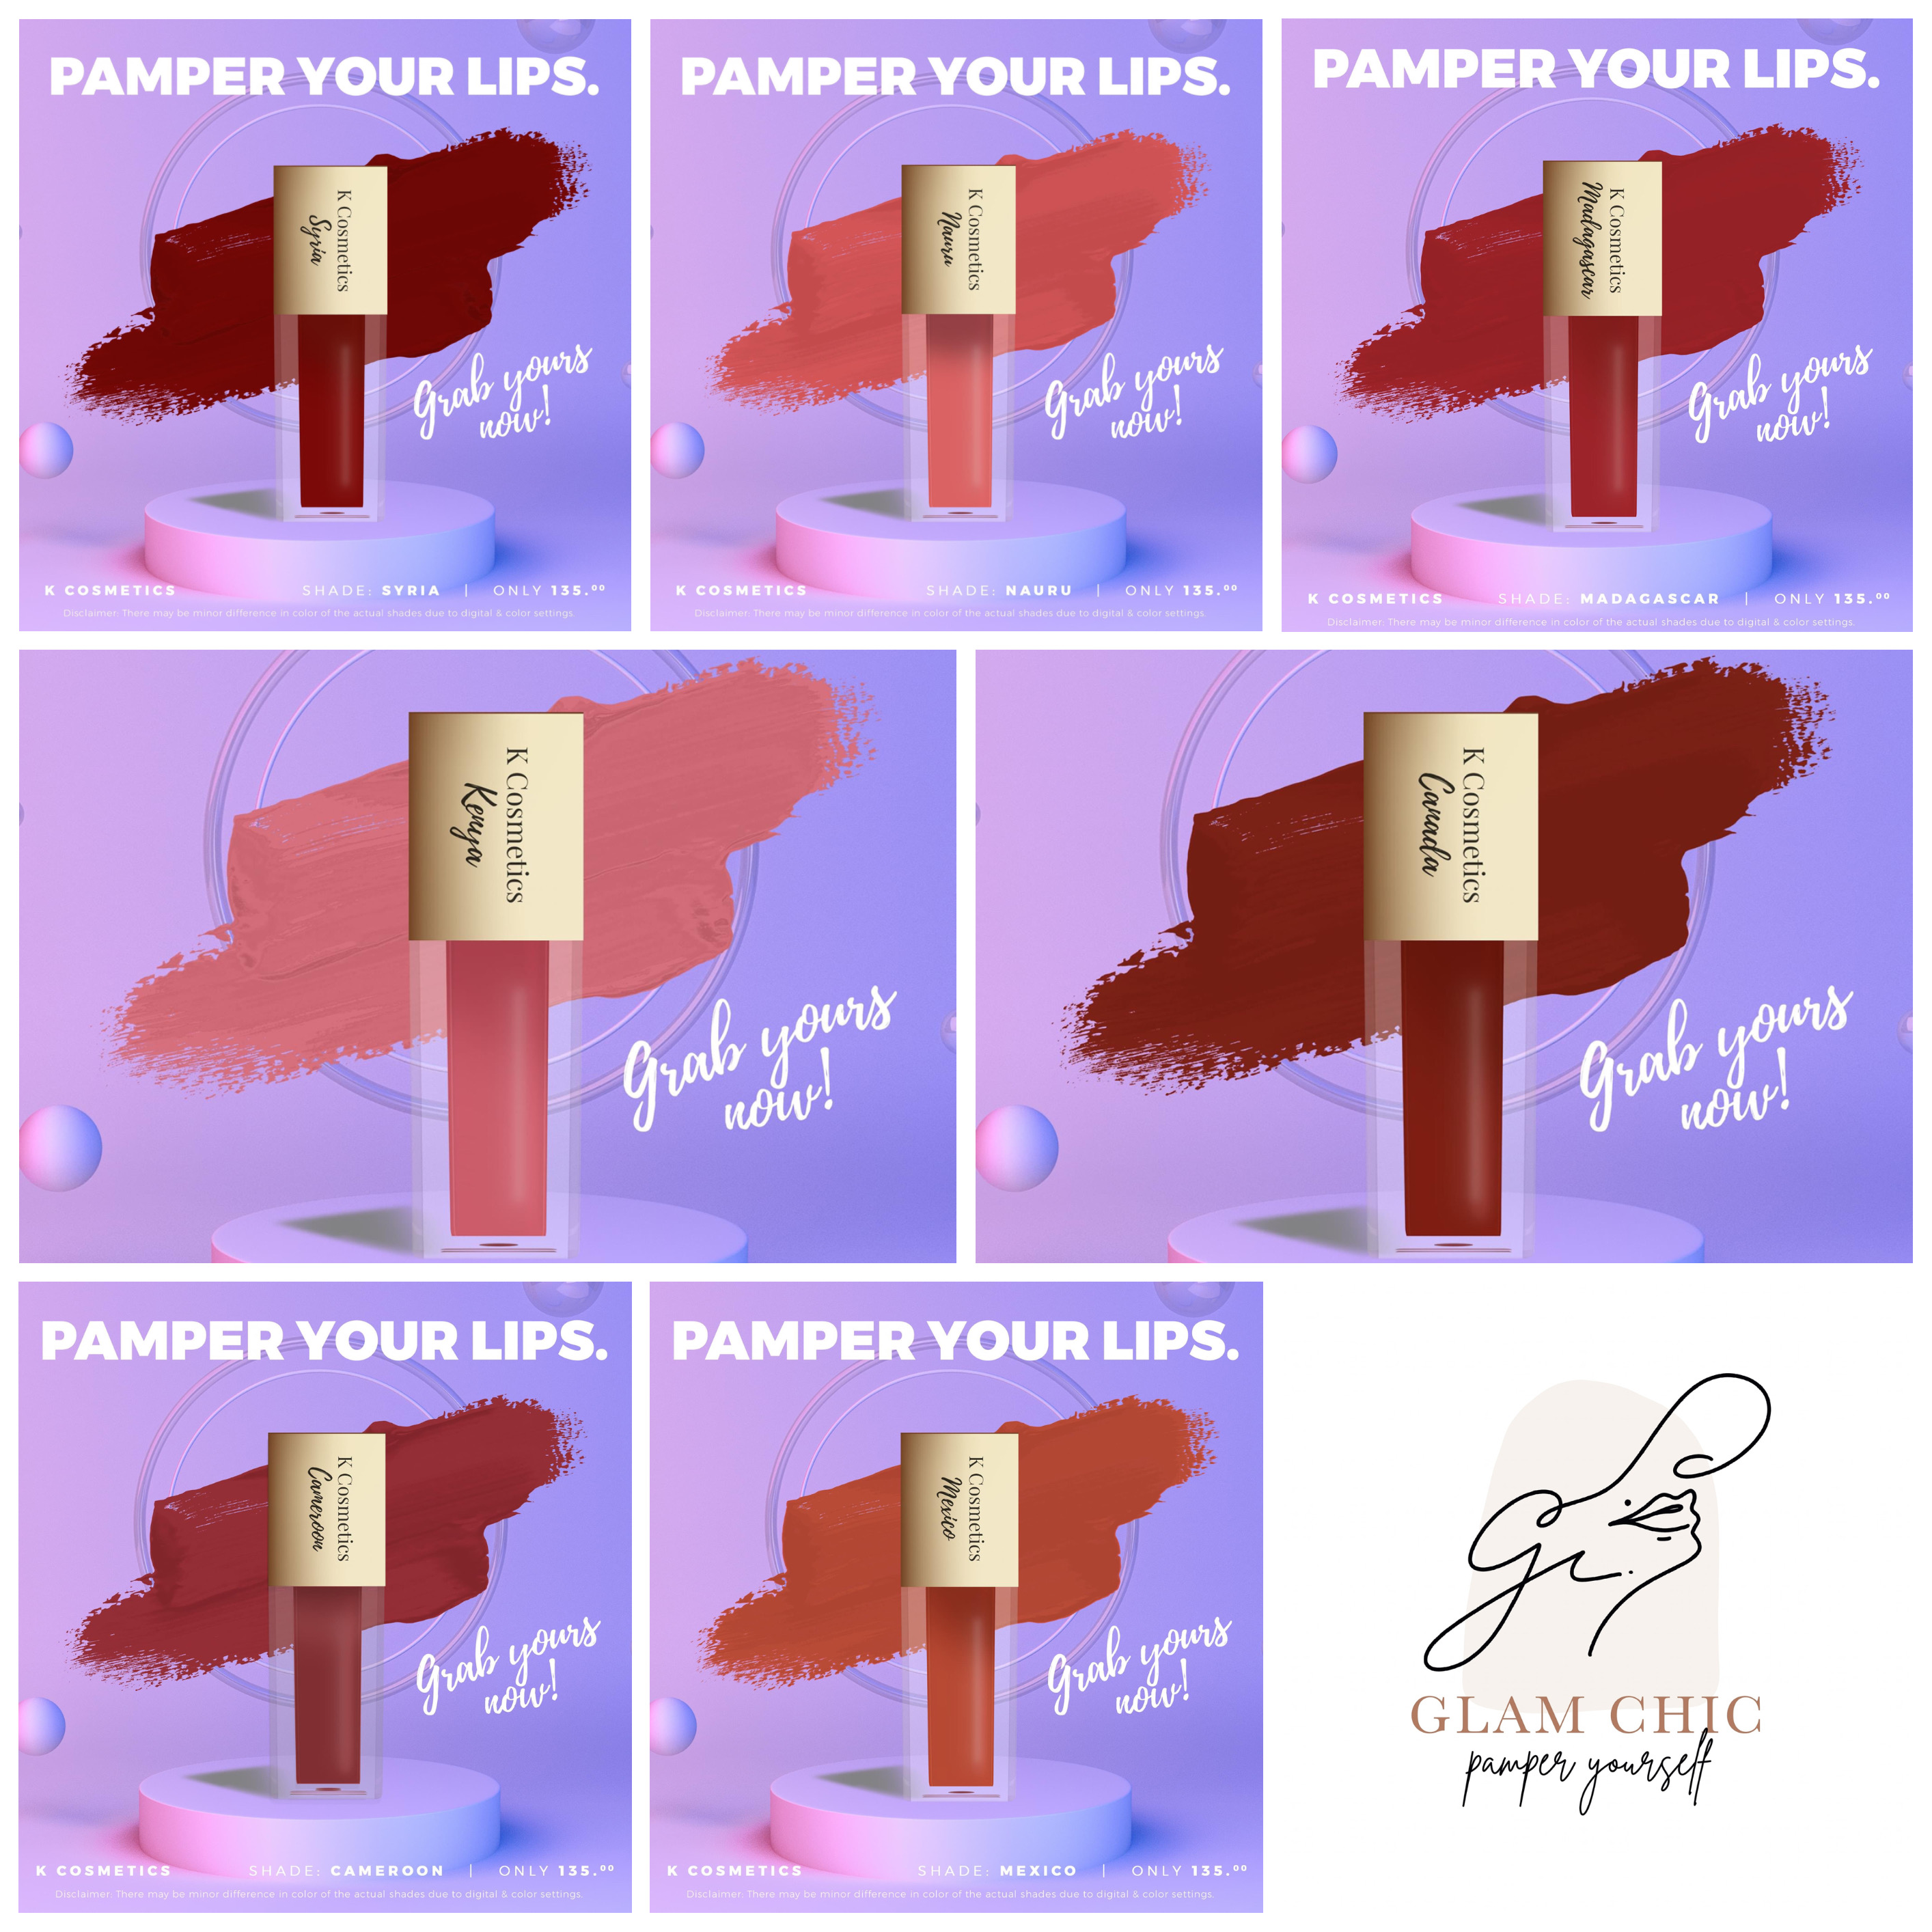 PAMPER YOUR LIPS.
K Cosmetics
Syria
Grab yours
now!
K COSMETICS SHADE: SYRIA | ONLY 135.⁰⁰
Disclaimer: There may be minor difference in color of the actual shades due to digital & color settings.
PAMPER YOUR LIPS.
K Cosmetics
Nauru
Grab yours
now!
K COSMETICS SHADE: NAURU | ONLY 135.⁰⁰
Disclaimer: There may be minor difference in color of the actual shades due to digital & color settings.
PAMPER YOUR LIPS.
K Cosmetics
Madagascar
Grab yours
now!
K COSMETICS SHADE: MADAGASCAR | ONLY 135.⁰⁰
Disclaimer: There may be minor difference in color of the actual shades due to digital & color settings.
K Cosmetics
Kenya
Grab yours
now!
K Cosmetics
Canada
Grab yours
now!
PAMPER YOUR LIPS.
K Cosmetics
Cameroon
Grab yours
now!
K COSMETICS SHADE: CAMEROON | ONLY 135.⁰⁰
Disclaimer: There may be minor difference in color of the actual shades due to digital & color settings.
PAMPER YOUR LIPS.
K Cosmetics
Mexico
Grab yours
now!
K COSMETICS SHADE: MEXICO | ONLY 135.⁰⁰
Disclaimer: There may be minor difference in color of the actual shades due to digital & color settings.
GLAM CHIC
pamper yourself